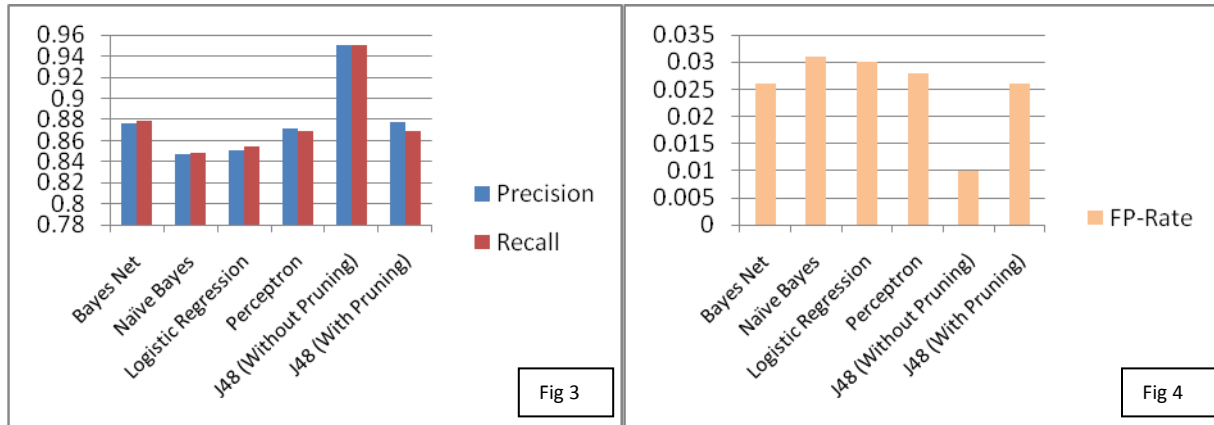 0.96
0.94
0.92
0.9
0.88
0.86
0.84
0.82
0.8
0.78
Bayes Net
Naïve Bayes
Logistic Regression
Perceptron
J48 (Without Pruning)
J48 (With Pruning)
Precision
Recall
Fig 3
0.035
0.03
0.025
0.02
0.015
0.01
0.005
0
Bayes Net
Naïve Bayes
Logistic Regression
Perceptron
J48 (Without Pruning)
J48 (With Pruning)
FP-Rate
Fig 4